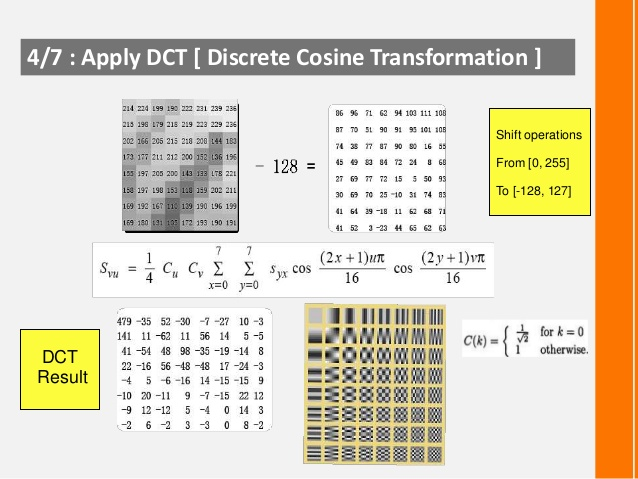 4/7 : Apply DCT [ Discrete Cosine Transformation ]
214 224 199 190 222 231 239 236
215 198 179 218 219 229 236
202 166 205 215 218 208 144 183
173 177 211 212 200 152 136 196
155 197 205 200 143 133 178 221
158 197 198 153 118 159 202 211
169 192 167 110 139 190 196 199
169 180 131 105 172 193 190 191
− 128 =
86 96 71 62 94 103 111 108
87 70 51 90 91 101 108
74 38 77 87 90 80 16 55
45 49 83 84 72 24 8 68
27 69 77 72 15 5 50 93
30 69 70 25 -10 31 74 83
41 64 39 -18 11 62 68 71
41 52 3 -23 44 65 62 63
Shift operations
From [0, 255]
To [-128, 127]
S_vu = 1/4 C_u C_v Σ_{x=0}^{7} Σ_{y=0}^{7} s_yx cos (2x+1)uπ/16 cos (2y+1)vπ/16
DCT
Result
479 -35 52 -30 -7 -27 10 -3
141 11 -62 11 56 14 5 -5
41 -54 48 98 -35 -19 -14 8
22 -16 56 -48 -48 17 -24 -3
-4 5 -6 -16 14 -15 -15 9
-10 20 -11 9 -7 -15 22 12
-9 12 -12 5 -4 0 14 3
-2 6 -2 3 -3 0 8 -2
C(k) = { 1/√2 for k = 0
1 otherwise.